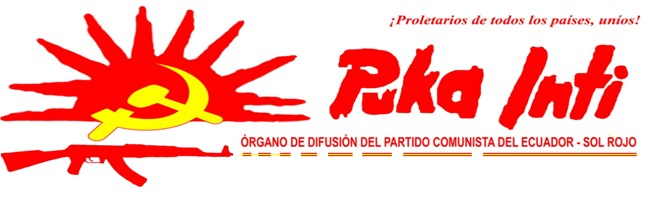 ¡Proletarios de todos los países, uníos!
Puka Inti
ÓRGANO DE DIFUSIÓN DEL PARTIDO COMUNISTA DEL ECUADOR - SOL ROJO